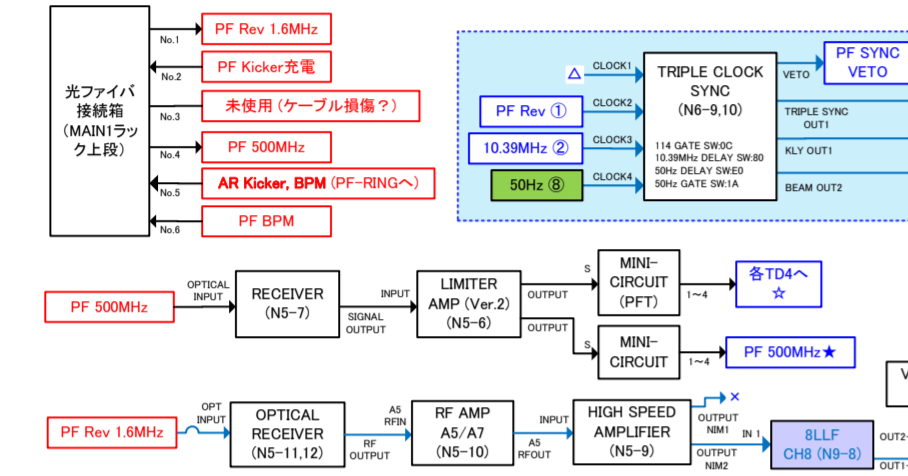 光ファイバ
接続箱
(MAIN1ラッ
ク上段)
No.1
PF Rev 1.6MHz
No.2
PF Kicker充電
No.3
未使用 (ケーブル損傷？)
No.4
PF 500MHz
No.5
AR Kicker, BPM (PF-RINGへ)
No.6
PF BPM
△
CLOCK1
PF Rev ①
CLOCK2
10.39MHz ②
CLOCK3
50Hz ⑧
CLOCK4
TRIPLE CLOCK
SYNC
(N6-9,10)
114 GATE SW:0C
10.39MHz DELAY SW:80
50Hz DELAY SW:E0
50Hz GATE SW:1A
VETO
PF SYNC
VETO
TRIPLE SYNC
OUT1
KLY OUT1
BEAM OUT2
PF 500MHz
OPTICAL
INPUT
RECEIVER
(N5-7)
SIGNAL
OUTPUT
INPUT
LIMITER
AMP (Ver.2)
(N5-6)
OUTPUT
OUTPUT
S
MINI-
CIRCUIT
(PFT)
1～4
各TD4へ
☆
S
MINI-
CIRCUIT
1～4
PF 500MHz★
PF Rev 1.6MHz
OPT
INPUT
OPTICAL
RECEIVER
(N5-11,12)
RF
OUTPUT
A5
RFIN
RF AMP
A5/A7
(N5-10)
A5
RFOUT
INPUT
HIGH SPEED
AMPLIFIER
(N5-9)
×
OUTPUT
NIM1
OUTPUT
NIM2
IN 1
8LLF
CH8 (N9-8)
OUT2-
OUT1-
V